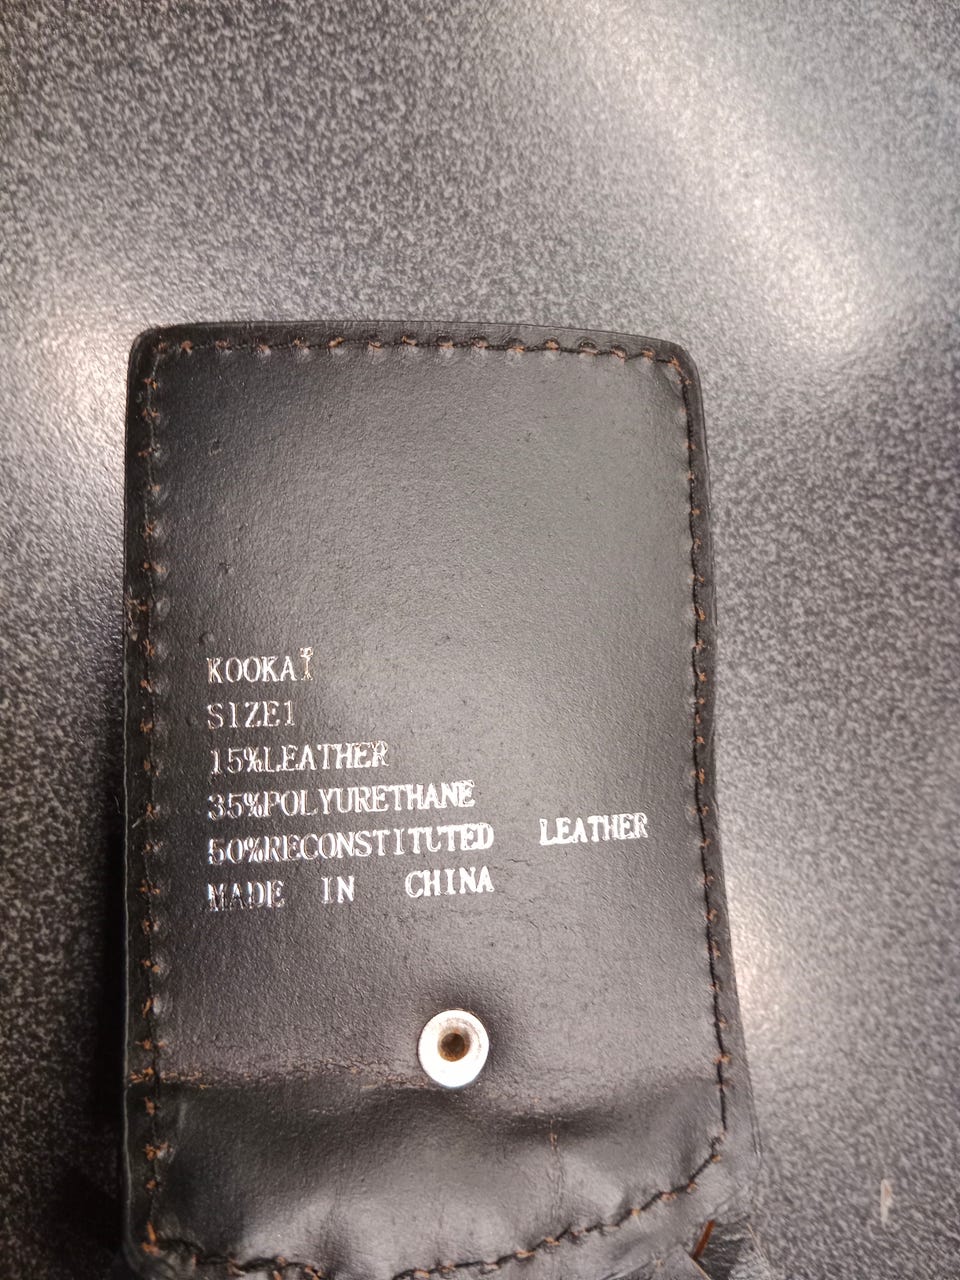 KOOKAÏ
SIZE1
15%LEATHER
35%POLYURETHANE
50%RECONSTITUTED LEATHER
MADE IN CHINA